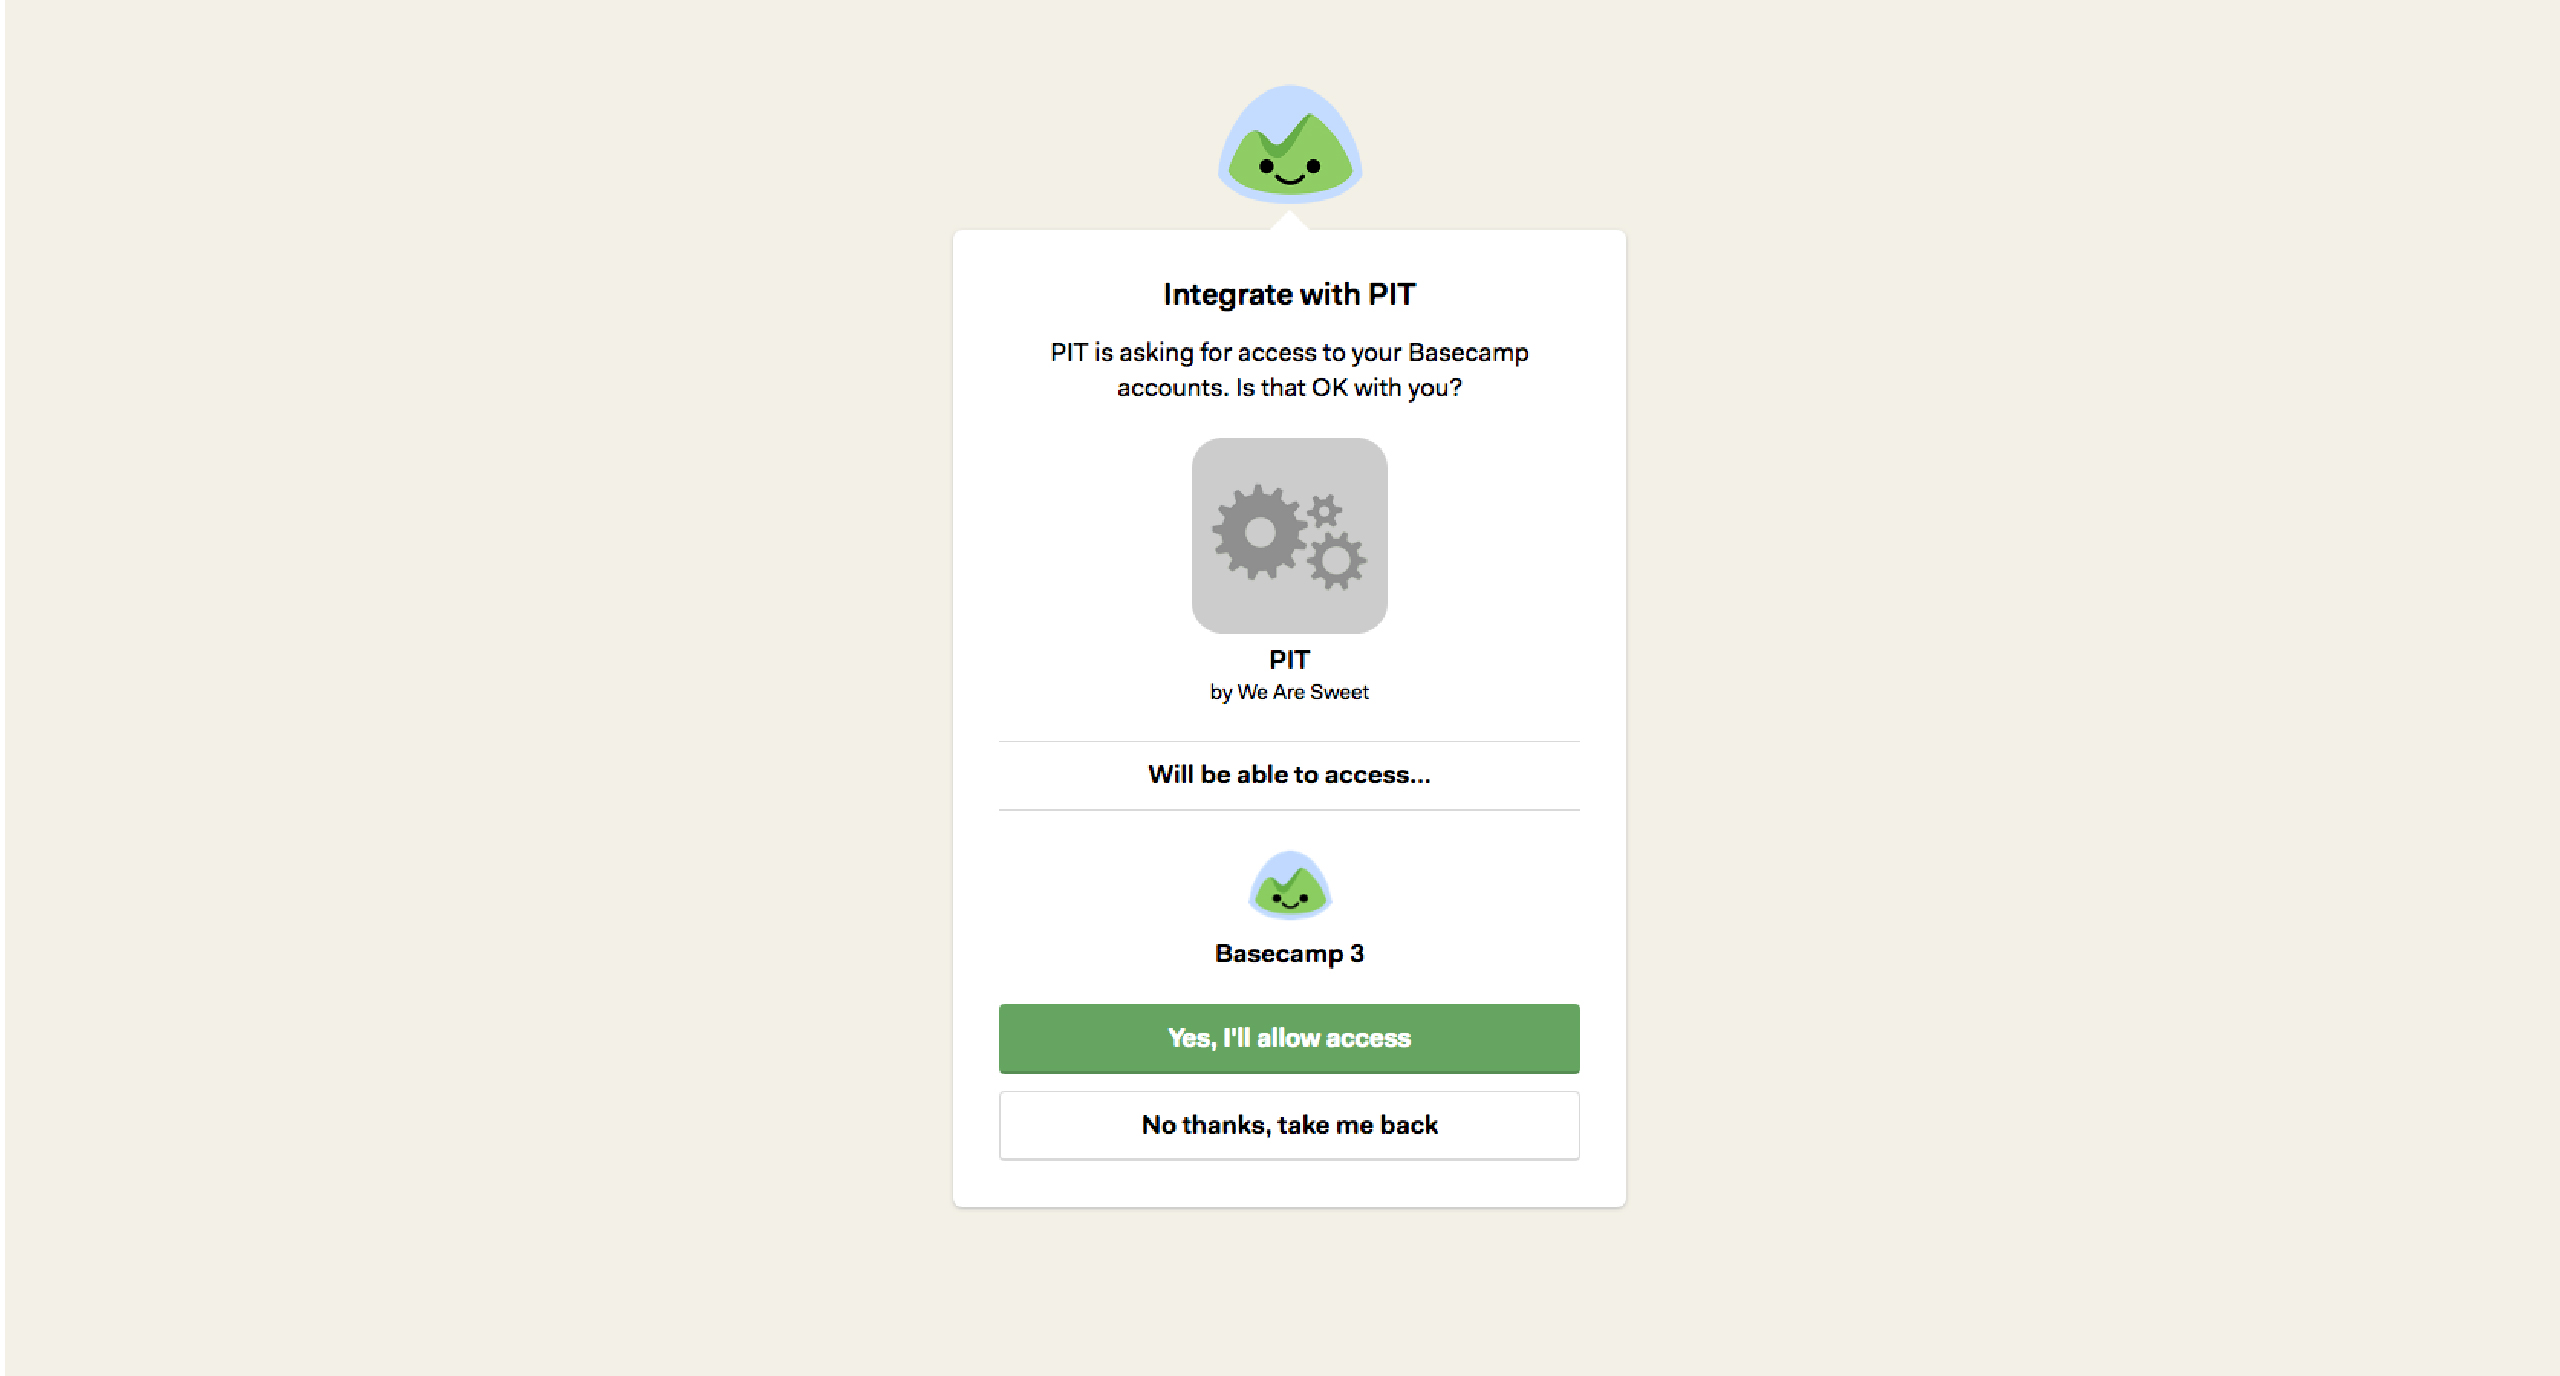 Integrate with PIT
PIT is asking for access to your Basecamp
accounts. Is that OK with you?
PIT
by We Are Sweet
Will be able to access...
Basecamp 3
Yes, I'll allow access
No thanks, take me back